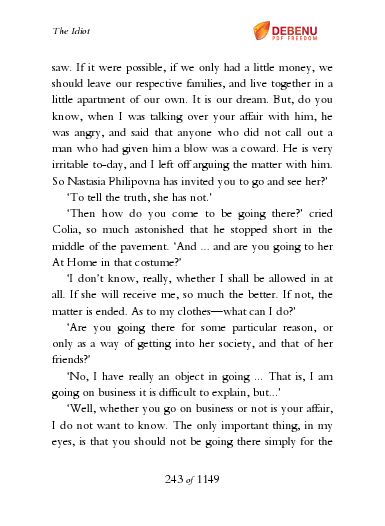 The Idiot
DEBENU
PDF FREEDOM
saw. If it were possible, if we only had a little money, we
should leave our respective families, and live together in a
little apartment of our own. It is our dream. But, do you
know, when I was talking over your affair with him, he
was angry, and said that anyone who did not call out a
man who had given him a blow was a coward. He is very
irritable to-day, and I left off arguing the matter with him.
So Nastasia Philipovna has invited you to go and see her?’
‘To tell the truth, she has not.’
‘Then how do you come to be going there?’ cried
Colia, so much astonished that he stopped short in the
middle of the pavement. ‘And ... and are you going to her
At Home in that costume?’
‘I don’t know, really, whether I shall be allowed in at
all. If she will receive me, so much the better. If not, the
matter is ended. As to my clothes—what can I do?’
‘Are you going there for some particular reason, or
only as a way of getting into her society, and that of her
friends?’
‘No, I have really an object in going ... That is, I am
going on business it is difficult to explain, but...’
‘Well, whether you go on business or not is your affair,
I do not want to know. The only important thing, in my
eyes, is that you should not be going there simply for the
243 of 1149